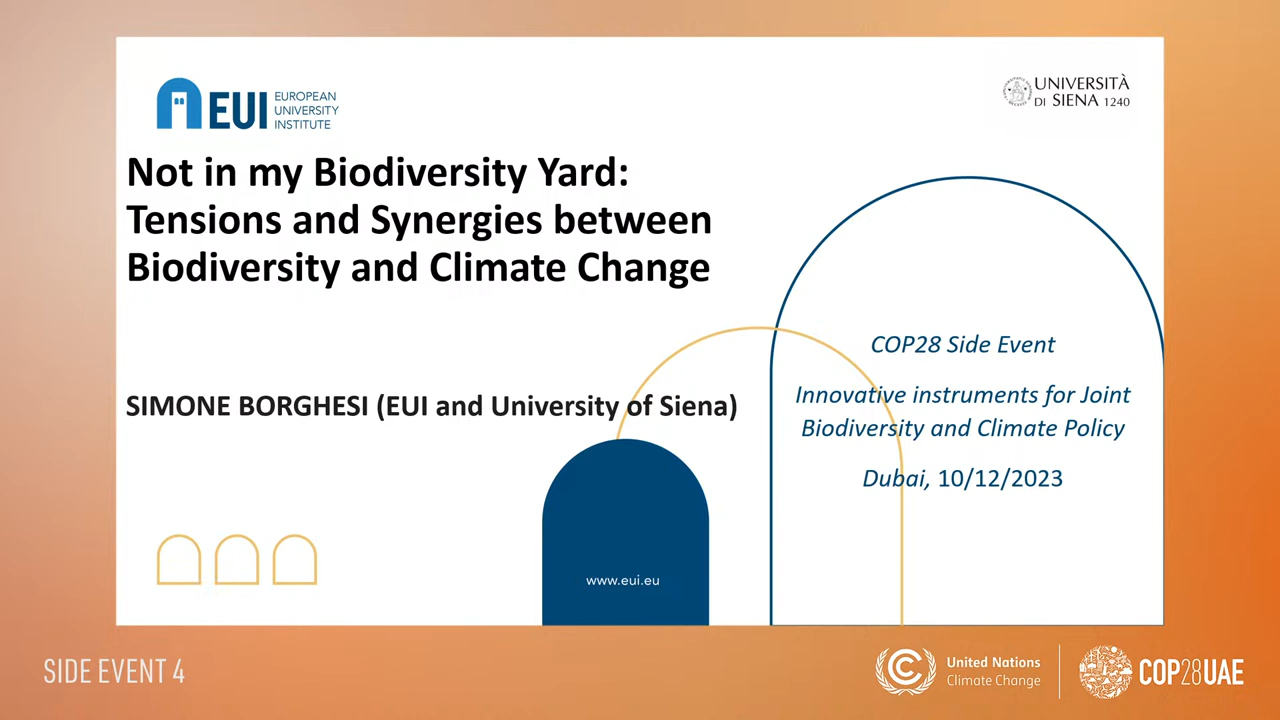 EUI EUROPEAN
UNIVERSITY
INSTITUTE
UNIVERSITÀ
DI SIENA 1240
Not in my Biodiversity Yard:
Tensions and Synergies between
Biodiversity and Climate Change
SIMONE BORGHESI (EUI and University of Siena)
COP28 Side Event
Innovative instruments for Joint
Biodiversity and Climate Policy
Dubai, 10/12/2023
www.eui.eu
SIDE EVENT 4
United Nations
Climate Change
COP28UAE